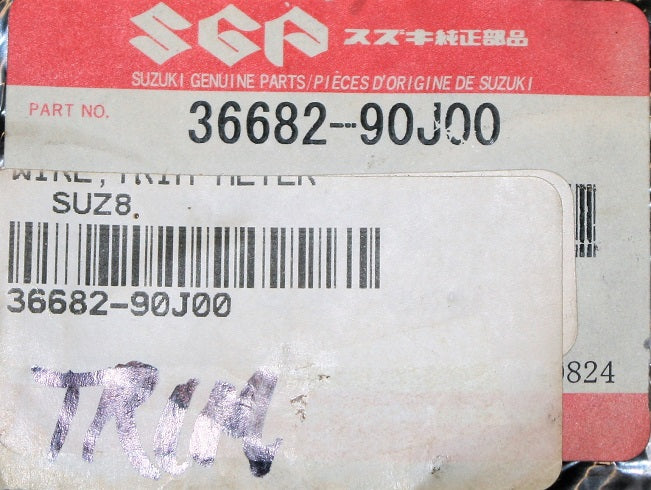 SGP スズキ純正部品
SUZUKI GENUINE PARTS/PIÈCES D'ORIGINE DE SUZUKI
PART NO. 36682-90J00
WIRE,TRIM METER
SUZ8
36682-90J00
0824
TRIM